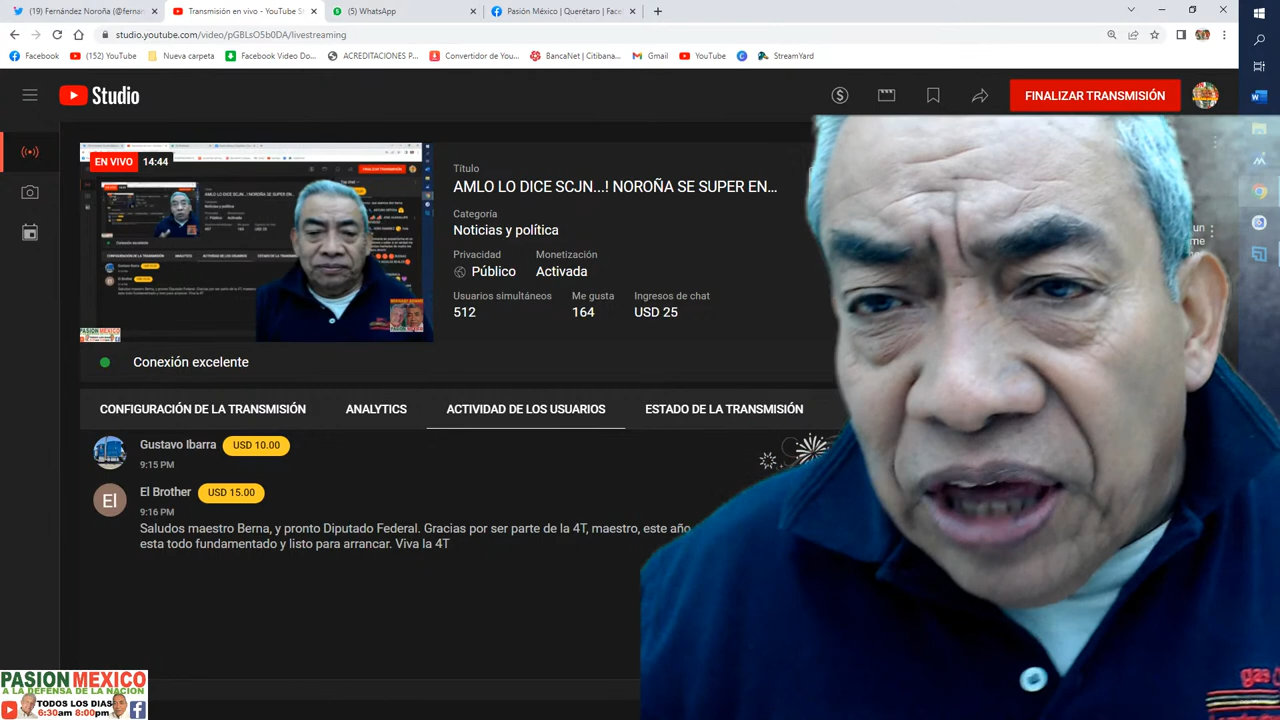 (19) Fernández Noroña (@fernan
Transmisión en vivo - YouTube S
(5) WhatsApp
Pasión México | Querétaro | Face
studio.youtube.com/video/pGBLsO5b0DA/livestreaming
Facebook
(152) YouTube
Nueva carpeta
Facebook Video Do...
ACREDITACIONES P...
Convertidor de You...
BancaNet | Citibana...
Gmail
YouTube
StreamYard
Studio
FINALIZAR TRANSMISIÓN
EN VIVO 14:44
Título
AMLO LO DICE SCJN...! NOROÑA SE SUPER EN...
Categoría
Noticias y política
Privacidad Monetización
Público Activada
Usuarios simultáneos Me gusta Ingresos de chat
512 164 USD 25
un
me
Conexión excelente
CONFIGURACIÓN DE LA TRANSMISIÓN ANALYTICS ACTIVIDAD DE LOS USUARIOS ESTADO DE LA TRANSMISIÓN
Gustavo Ibarra USD 10.00
9:15 PM
El
El Brother USD 15.00
9:16 PM
Saludos maestro Berna, y pronto Diputado Federal. Gracias por ser parte de la 4T, maestro, este año
esta todo fundamentado y listo para arrancar. Viva la 4T
PASION MEXICO
A LA DEFENSA DE LA NACION
TODOS LOS DIAS
6:30am 8:00pm